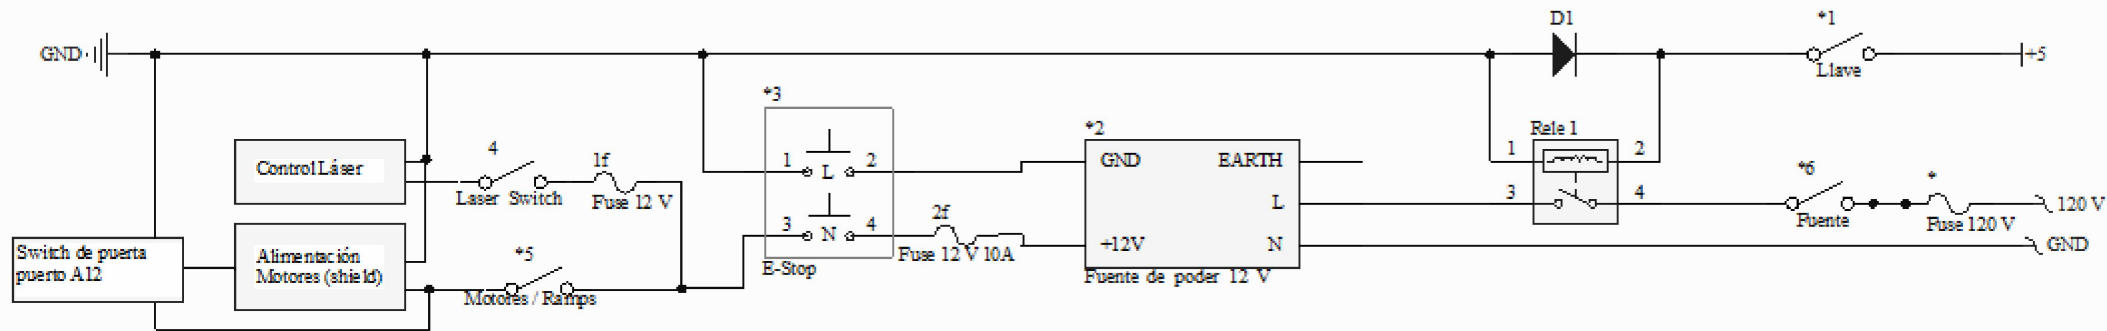 D1
*1
GND
+5
Llave
*3
*2
Rele 1
4
1f
1
2
GND
EARTH
1
2
*6
*
Control Láser
L
Laser Switch
Fuse 12 V
3
4
2f
L
3
4
Fuente
Fuse 120 V
120 V
N
Switch de puerta
puerto A12
Alimentación
Motores (shield)
*5
Fuse 12 V 10A
+12V
N
GND
E-Stop
Fuente de poder 12 V
Motores / Ramps